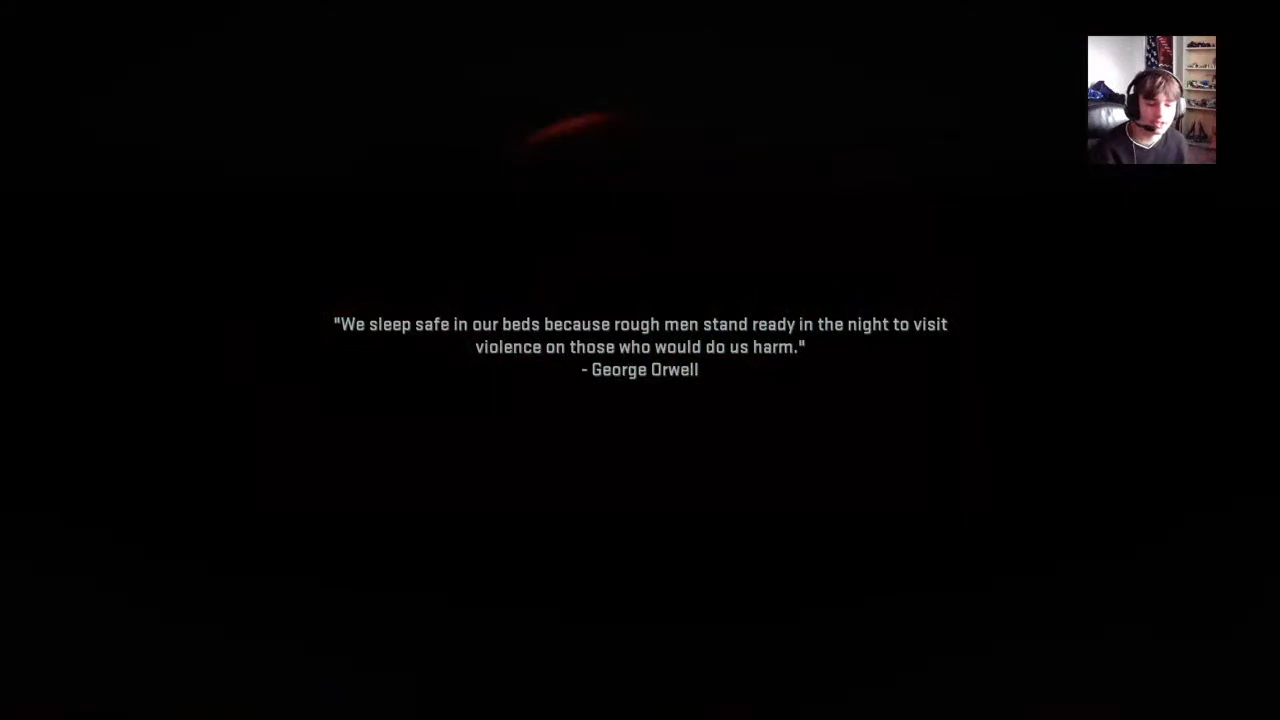 "We sleep safe in our beds because rough men stand ready in the night to visit
violence on those who would do us harm."
- George Orwell